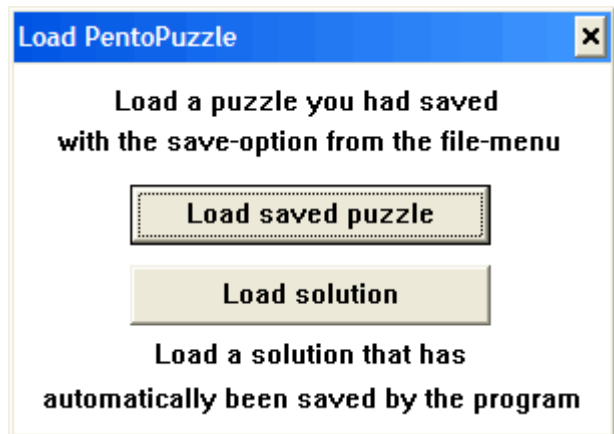 Load PentoPuzzle
Load a puzzle you had saved
with the save-option from the file-menu
Load saved puzzle
Load solution
Load a solution that has
automatically been saved by the program